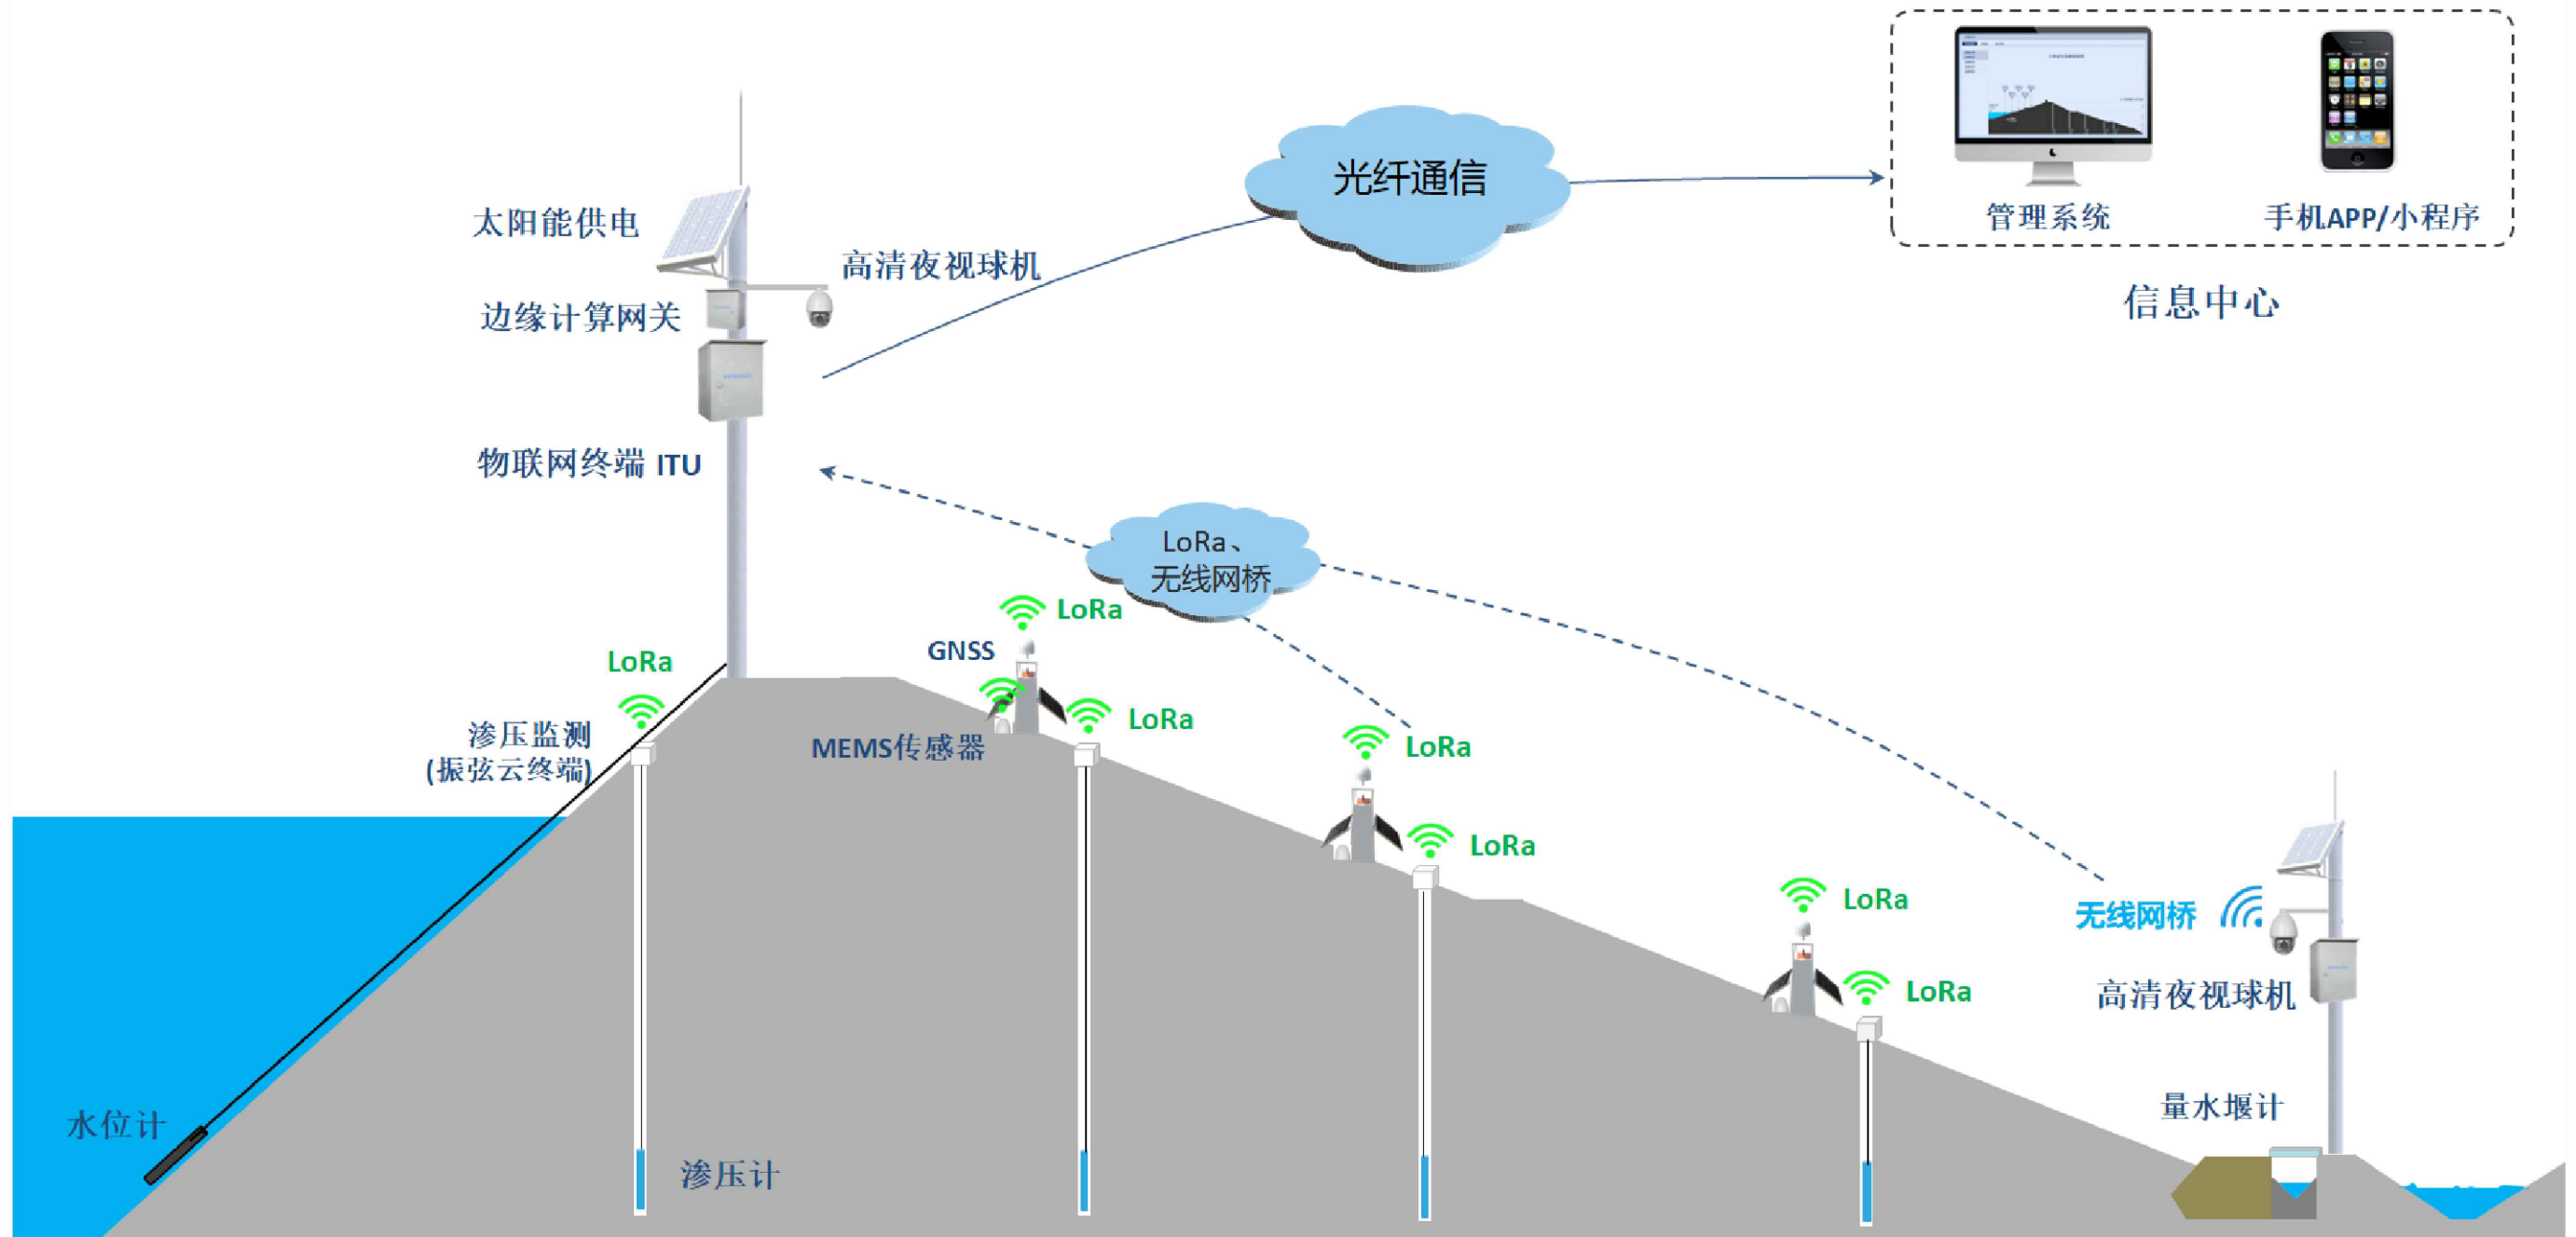 光纤通信
管理系统
手机APP/小程序
信息中心
太阳能供电
高清夜视球机
边缘计算网关
物联网终端 ITU
LoRa、
无线网桥
LoRa
GNSS
LoRa
LoRa
渗压监测
(振弦云终端)
MEMS传感器
LoRa
LoRa
LoRa
无线网桥
LoRa
高清夜视球机
水位计
渗压计
量水堰计